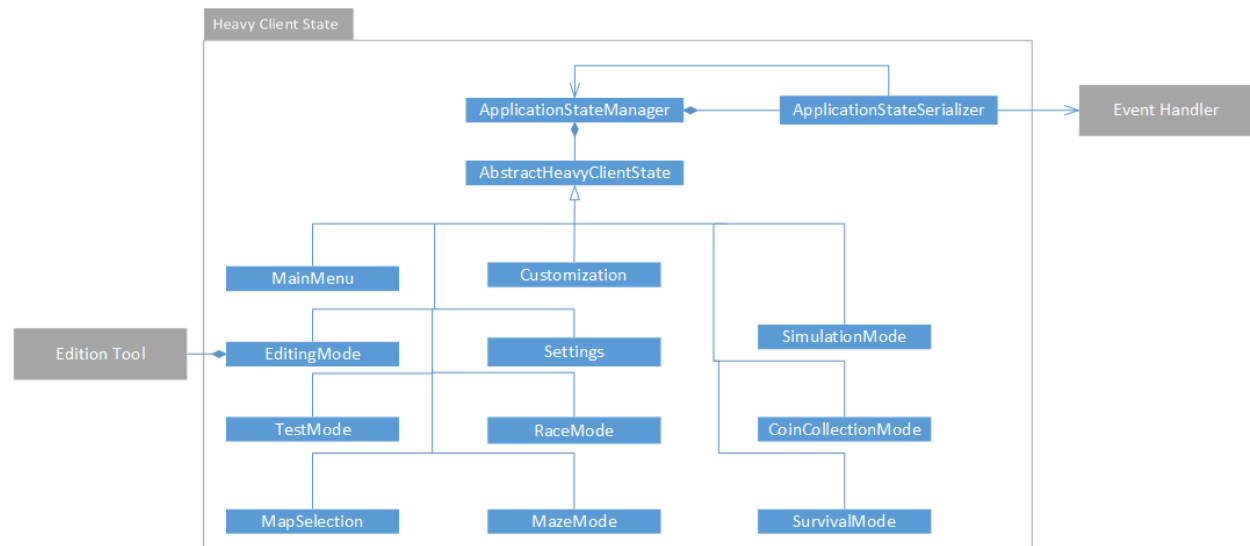 Heavy Client State
ApplicationStateManager
ApplicationStateSerializer
Event Handler
AbstractHeavyClientState
MainMenu
Customization
Edition Tool
EditingMode
Settings
SimulationMode
TestMode
RaceMode
CoinCollectionMode
MapSelection
MazeMode
SurvivalMode